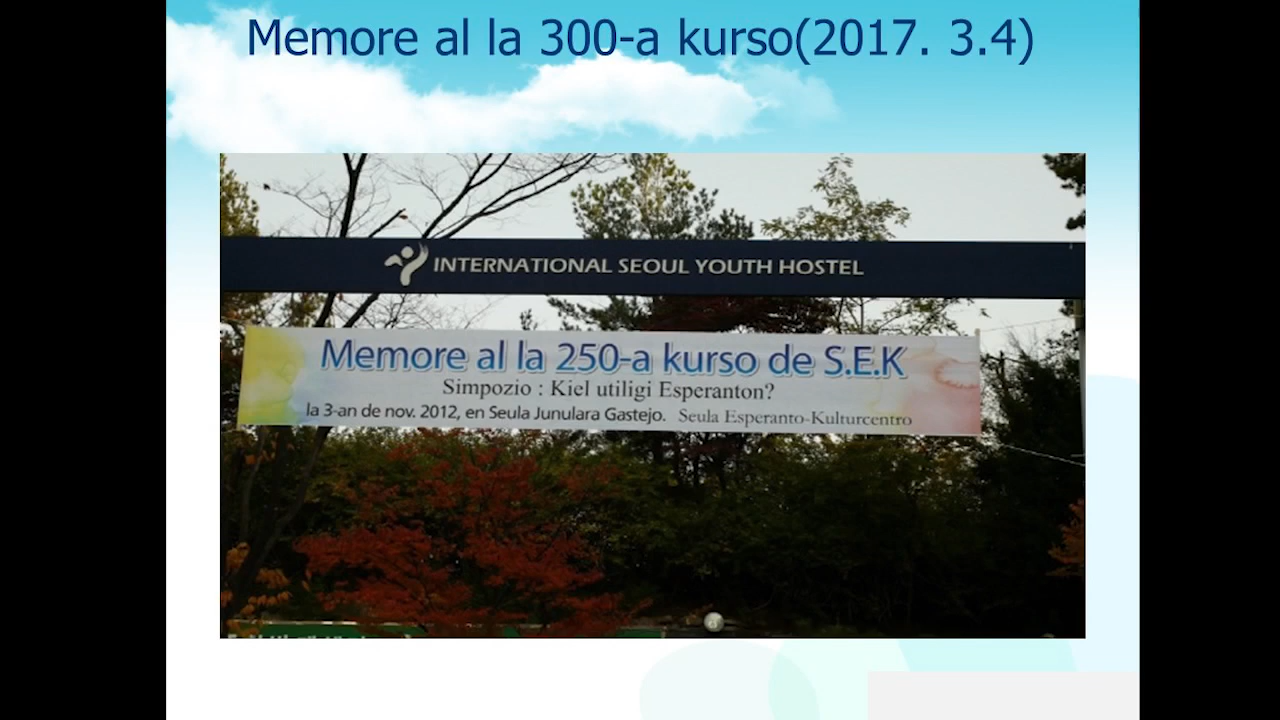 Memore al la 300-a kurso(2017. 3.4)
INTERNATIONAL SEOUL YOUTH HOSTEL
Memore al la 250-a kurso de S.E.K
Simpozio : Kiel utiligi Esperanton?
la 3-an de nov. 2012, en Seula Junulara Gastejo. Seula Esperanto-Kulturcentro